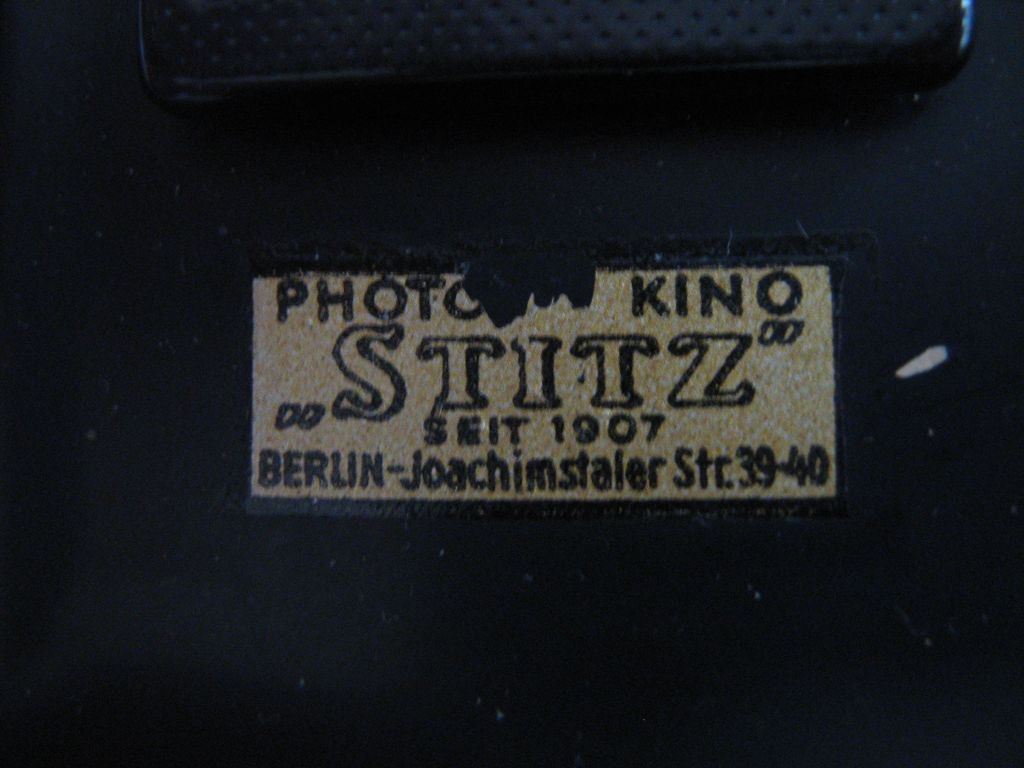 PHOTO KINO
„STITZ"
SEIT 1907
BERLIN-Joachimstaler Str. 39-40